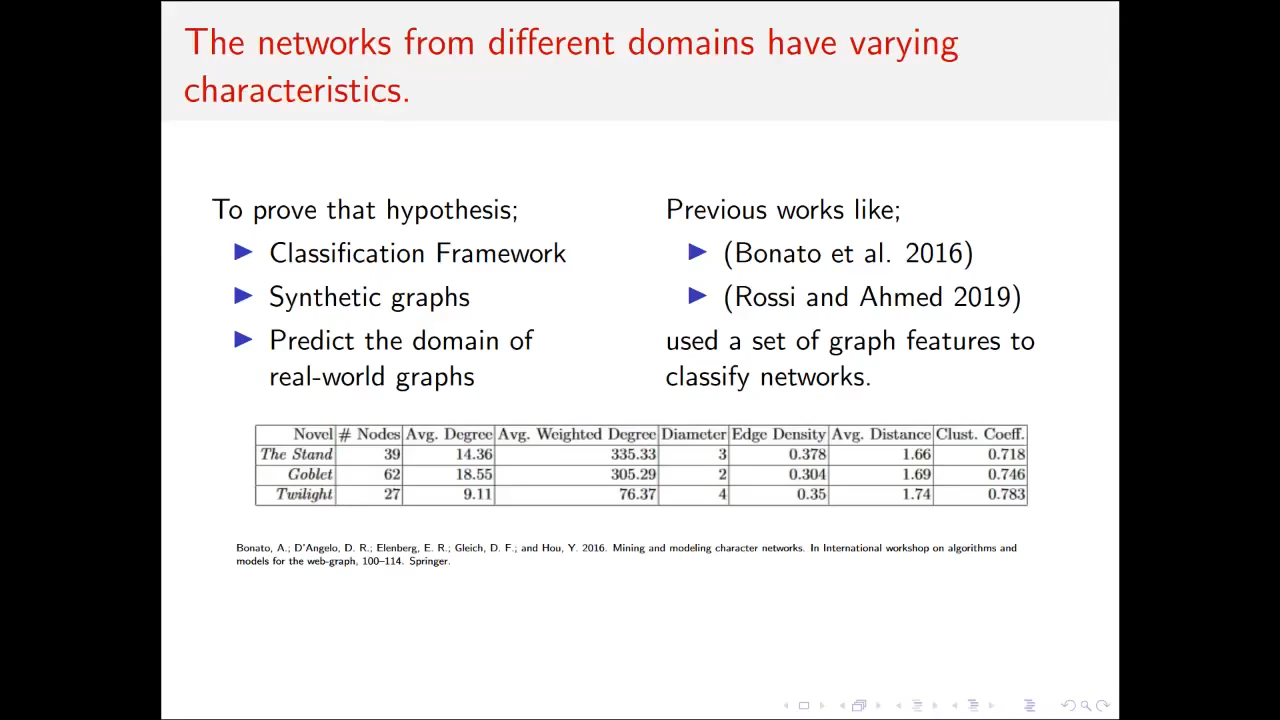 The networks from different domains have varying
characteristics.
To prove that hypothesis;
▶ Classification Framework
▶ Synthetic graphs
▶ Predict the domain of
real-world graphs
Previous works like;
▶ (Bonato et al. 2016)
▶ (Rossi and Ahmed 2019)
used a set of graph features to
classify networks.
Novel # Nodes Avg. Degree Avg. Weighted Degree Diameter Edge Density Avg. Distance Clust. Coeff.
The Stand 39 14.36 335.33 3 0.378 1.66 0.718
Goblet 62 18.55 305.29 2 0.304 1.69 0.746
Twilight 27 9.11 76.37 4 0.35 1.74 0.783
Bonato, A.; D'Angelo, D. R.; Elenberg, E. R.; Gleich, D. F.; and Hou, Y. 2016. Mining and modeling character networks. In International workshop on algorithms and
models for the web-graph, 100–114. Springer.